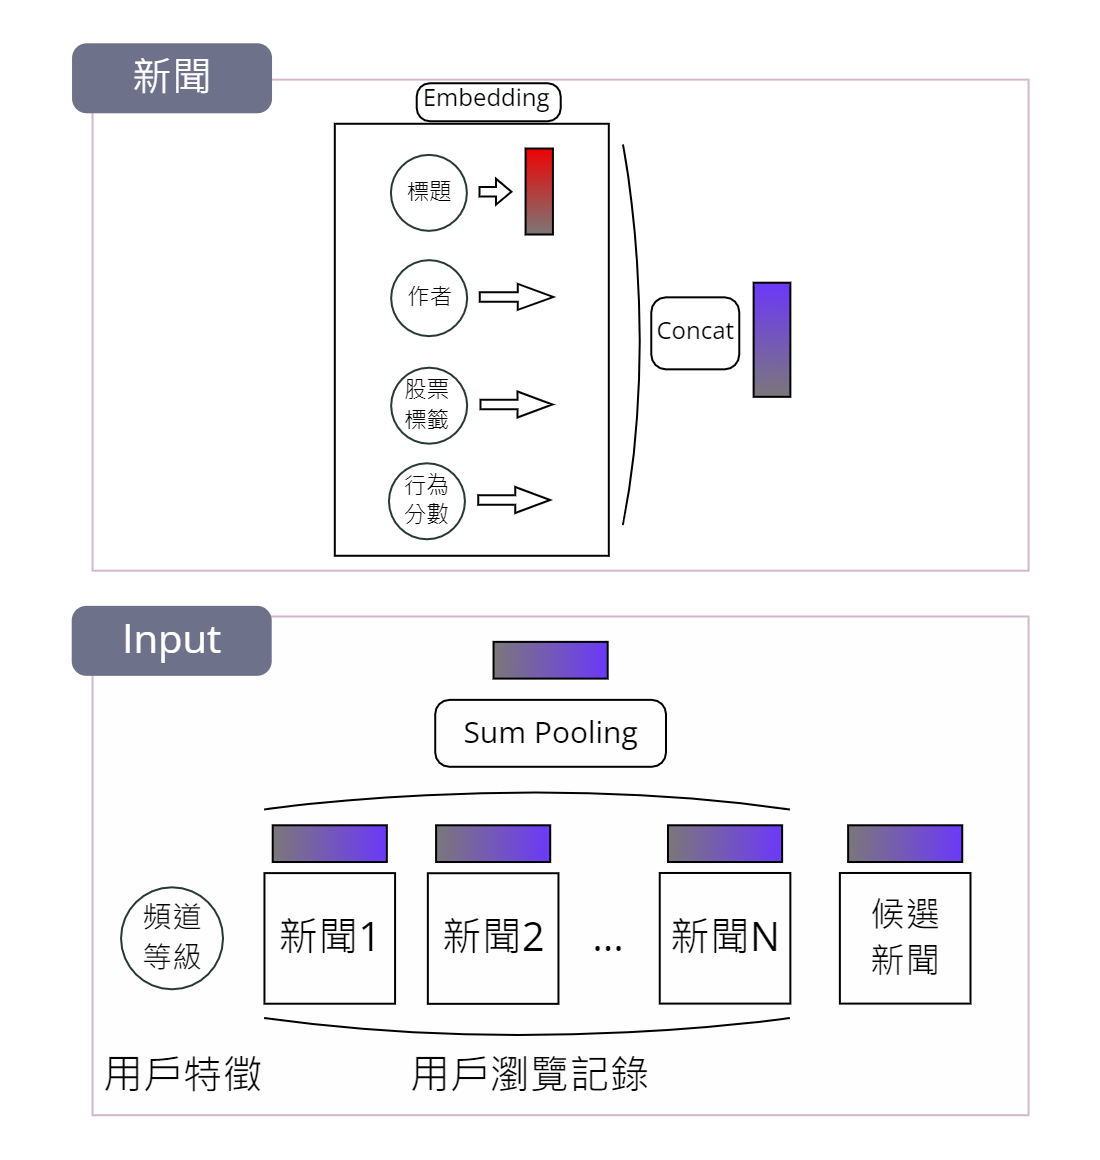 新聞
Embedding
標題
作者
股票
標籤
行為
分數
Concat
Input
Sum Pooling
頻道
等級
新聞1
新聞2
...
新聞N
候選
新聞
用戶特徵
用戶瀏覽記錄